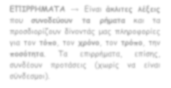 ΕΠΙΡΡΗΜΑΤΑ -- Είναι άκλιτες λέξεις
που συνοδεύουν τα ρήματα και τα
προσδιορίζουν δίνοντάς μας πληροφορίες
για τον τόπο, τον χρόνο, τον τρόπο, την
ποσότητα. Τα επιρρήματα, επίσης,
συνδέουν προτάσεις (χωρίς να είναι
σύνδεσμοι).